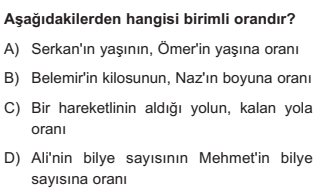 Aşağıdakilerden hangisi birimli orandır?
A) Serkan'ın yaşının, Ömer'in yaşına oranı
B) Belemir'in kilosunun, Naz'ın boyuna oranı
C) Bir hareketlinin aldığı yolun, kalan yola
oranı
D) Ali'nin bilye sayısının Mehmet'in bilye
sayısına oranı